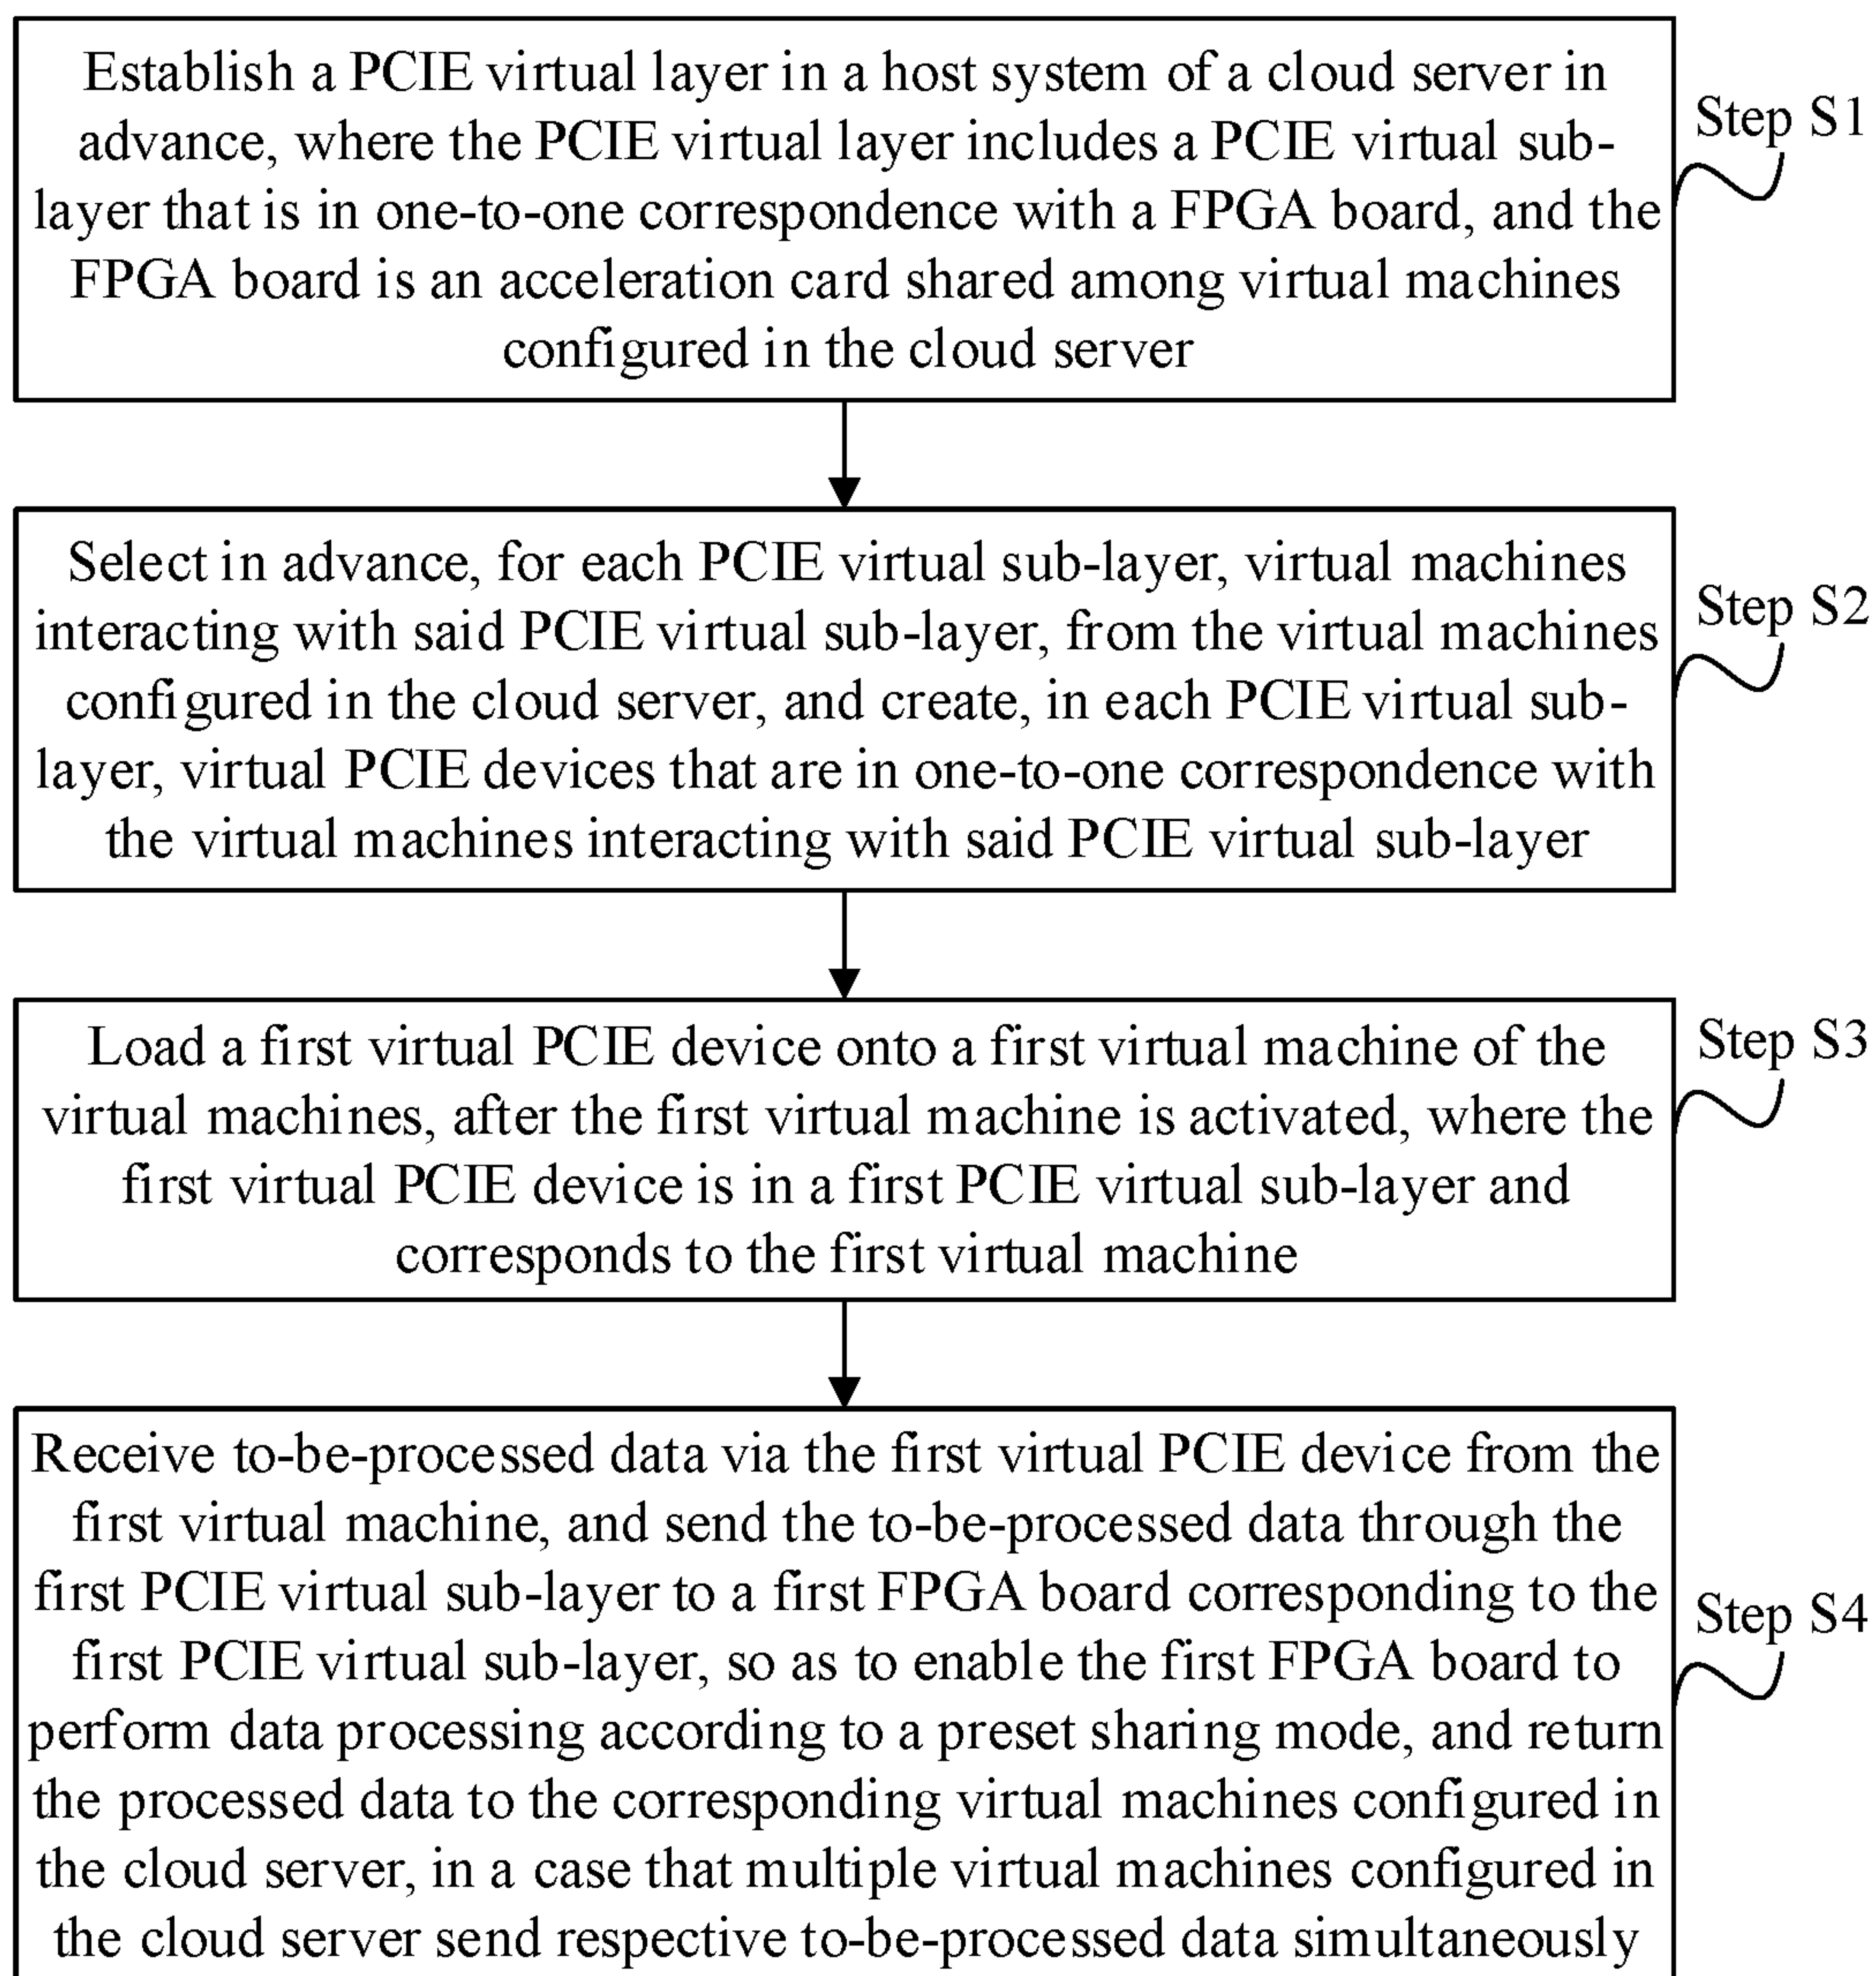 Establish a PCIE virtual layer in a host system of a cloud server in
advance, where the PCIE virtual layer includes a PCIE virtual sub-
layer that is in one-to-one correspondence with a FPGA board, and the
FPGA board is an acceleration card shared among virtual machines
configured in the cloud server
Step S1
Select in advance, for each PCIE virtual sub-layer, virtual machines
interacting with said PCIE virtual sub-layer, from the virtual machines
configured in the cloud server, and create, in each PCIE virtual sub-
layer, virtual PCIE devices that are in one-to-one correspondence with
the virtual machines interacting with said PCIE virtual sub-layer
Step S2
Load a first virtual PCIE device onto a first virtual machine of the
virtual machines, after the first virtual machine is activated, where the
first virtual PCIE device is in a first PCIE virtual sub-layer and
corresponds to the first virtual machine
Step S3
Receive to-be-processed data via the first virtual PCIE device from the
first virtual machine, and send the to-be-processed data through the
first PCIE virtual sub-layer to a first FPGA board corresponding to the
first PCIE virtual sub-layer, so as to enable the first FPGA board to
perform data processing according to a preset sharing mode, and return
the processed data to the corresponding virtual machines configured in
the cloud server, in a case that multiple virtual machines configured in
the cloud server send respective to-be-processed data simultaneously
Step S4